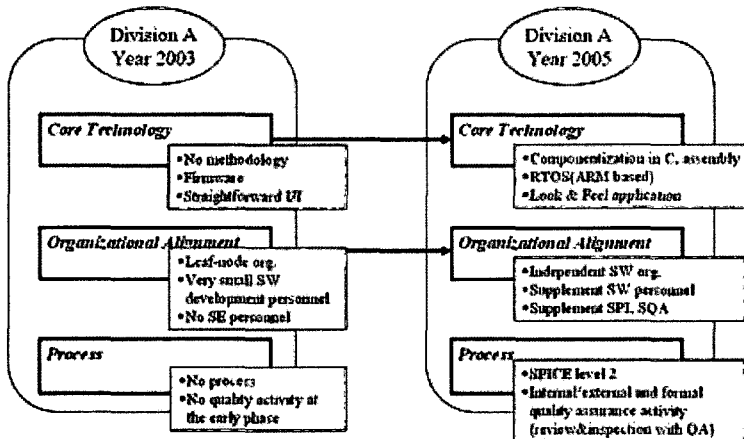 Division A
Year 2003
Core Technology
•No methodology
•Firmware
•Straightforward UI
Organizational Alignment
•Leaf-node org.
•Very small SW
development personnel
•No SE personnel
Process
•No process
•No quality activity at
the early phase
Division A
Year 2005
Core Technology
•Componentization in C, assembly
•RTOS(ARM based)
•Look & Feel application
Organizational Alignment
•Independent SW org.
•Supplement SW personnel
•Supplement SPI, SQA
Process
•SPICE level 2
•Internal/external and formal
quality assurance activity
(review&inspection with QA)